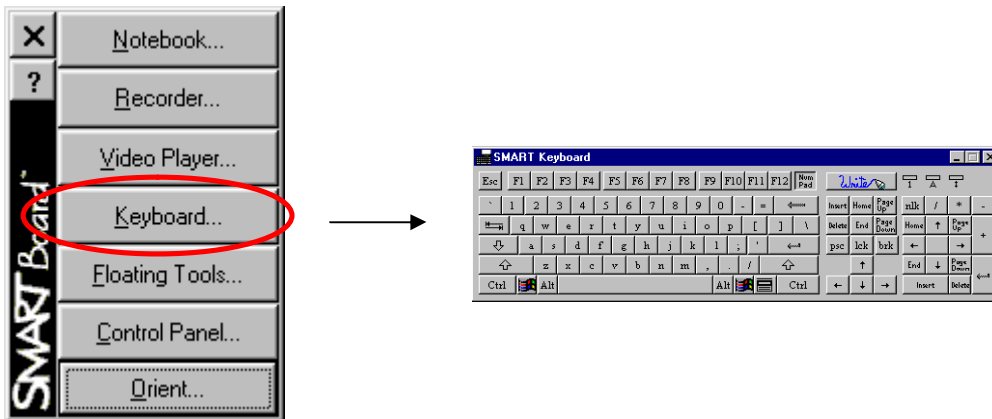 X
?
SMART Board
Notebook...
Recorder...
Video Player...
Keyboard...
Floating Tools...
Control Panel...
Orient...
SMART Keyboard
Esc F1 F2 F3 F4 F5 F6 F7 F8 F9 F10 F11 F12 Num Pad Write 1 A 1
` 1 2 3 4 5 6 7 8 9 0 - = Insert Home Page Up nlk / * -
q w e r t y u i o p [ ] \ Delete End Page Down Home ↑ Page Up +
a s d f g h j k l ; ' psc lck brk ← →
z x c v b n m , . / ↑ End ↓ Page Down
Ctrl Alt Alt Ctrl ← ↓ → Insert Delete